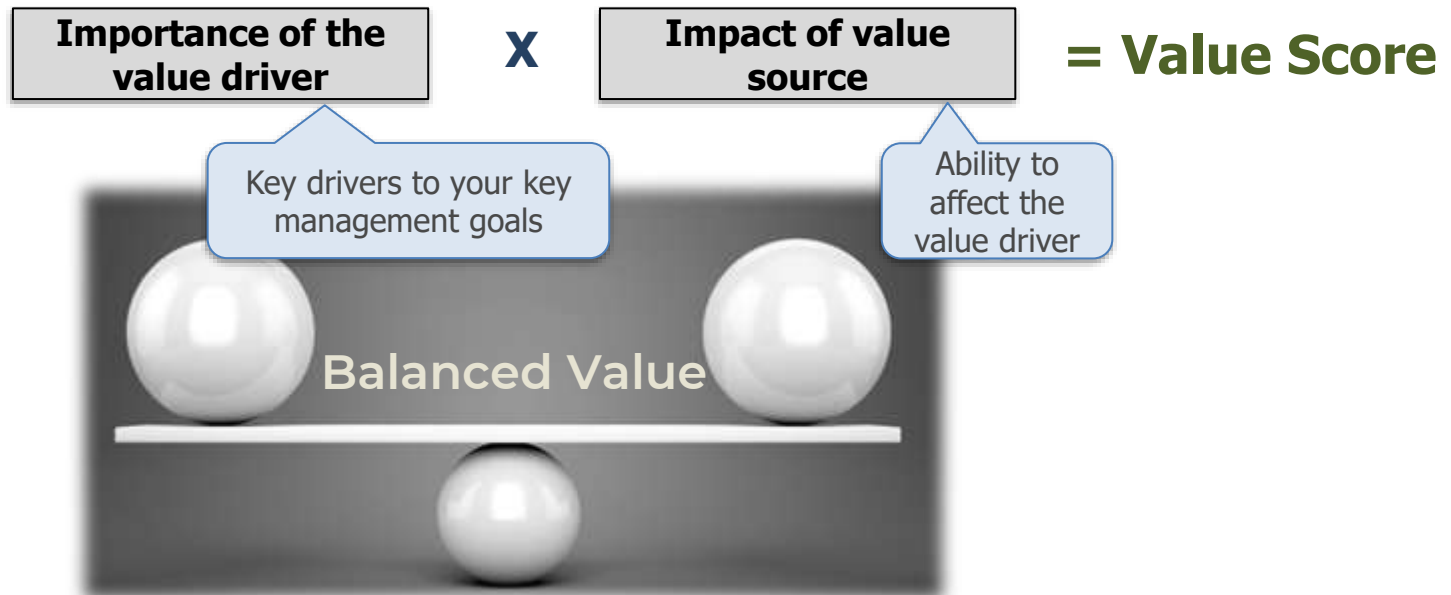 Importance of the
value driver
X
Impact of value
source
= Value Score
Key drivers to your key
management goals
Ability to
affect the
value driver
Balanced Value